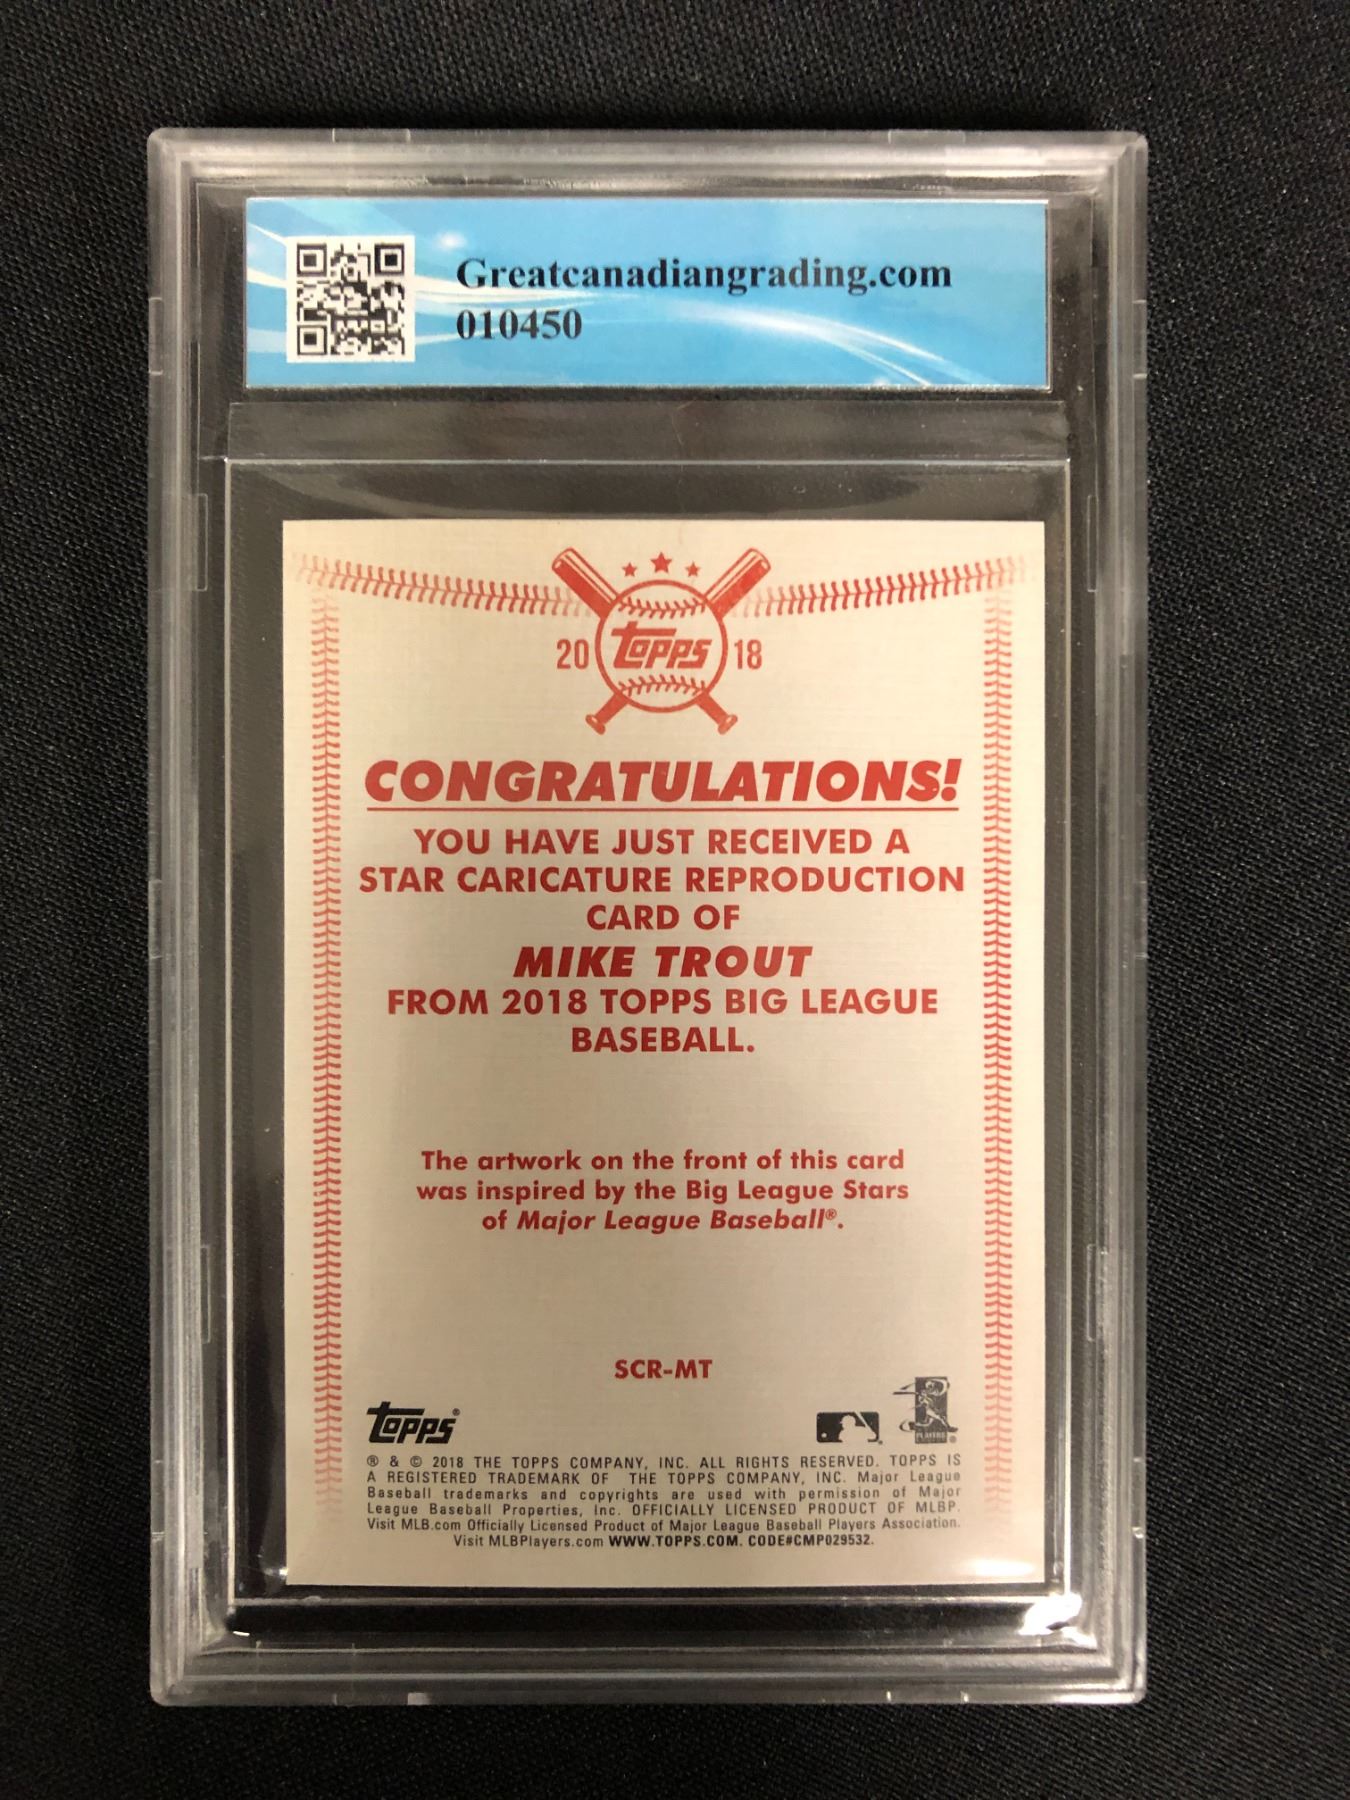 Greatcanadiangrading.com
010450
20 TOPPS 18
CONGRATULATIONS!
YOU HAVE JUST RECEIVED A
STAR CARICATURE REPRODUCTION
CARD OF
MIKE TROUT
FROM 2018 TOPPS BIG LEAGUE
BASEBALL.
The artwork on the front of this card
was inspired by the Big League Stars
of Major League Baseball®.
SCR-MT
TOPPS®
PLAYERS
® & © 2018 THE TOPPS COMPANY, INC. ALL RIGHTS RESERVED. TOPPS IS
A REGISTERED TRADEMARK OF THE TOPPS COMPANY, INC. Major League
Baseball trademarks and copyrights are used with permission of Major
League Baseball Properties, Inc. OFFICIALLY LICENSED PRODUCT OF MLBP.
Visit MLB.com Officially Licensed Product of Major League Baseball Players Association.
Visit MLBPlayers.com WWW.TOPPS.COM. CODE#CMP029532.